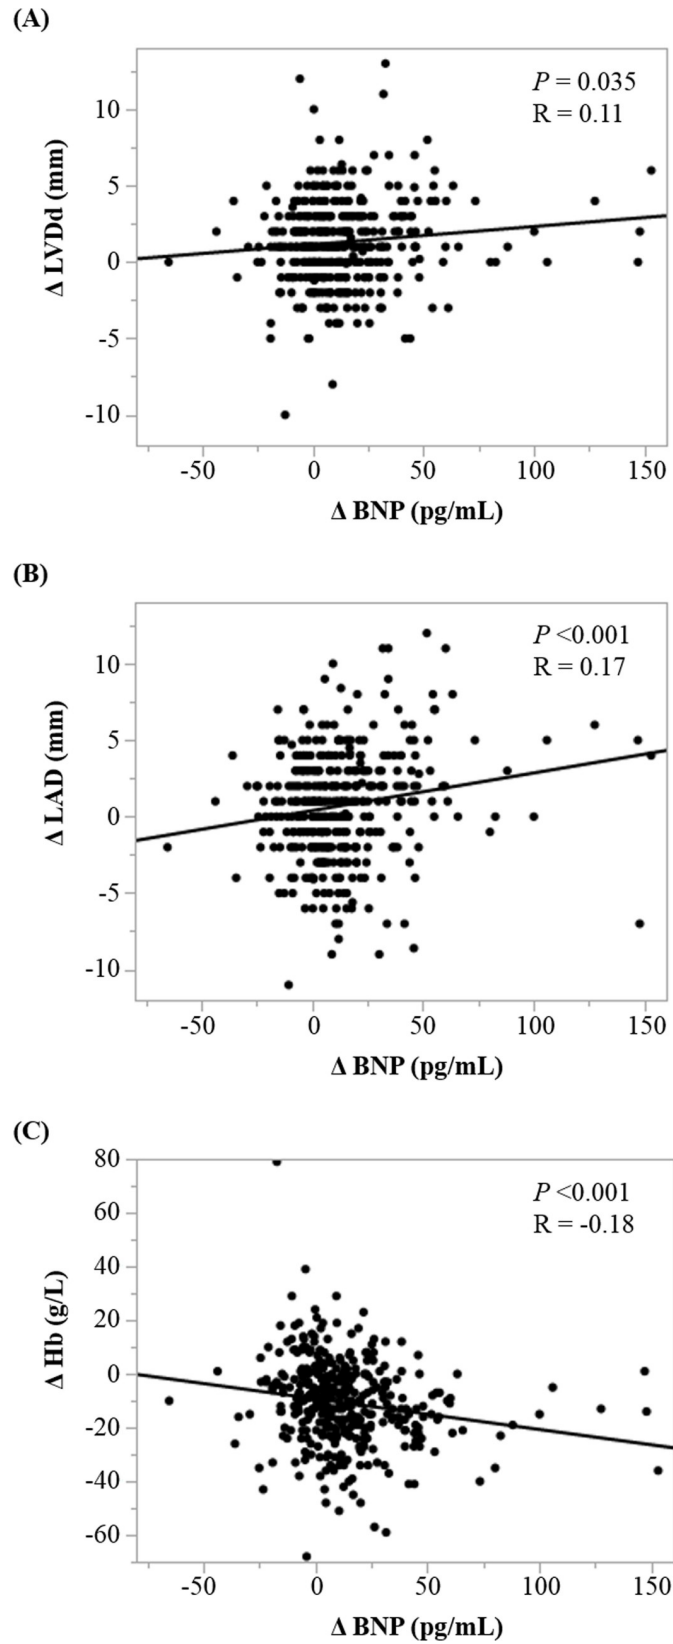 (A)
P = 0.035
R = 0.11
Δ LVDd (mm)
10
5
0
-5
-10
-50 0 50 100 150
Δ BNP (pg/mL)
(B)
P <0.001
R = 0.17
Δ LAD (mm)
10
5
0
-5
-10
-50 0 50 100 150
Δ BNP (pg/mL)
(C)
P <0.001
R = -0.18
Δ Hb (g/L)
80
60
40
20
0
-20
-40
-60
-50 0 50 100 150
Δ BNP (pg/mL)